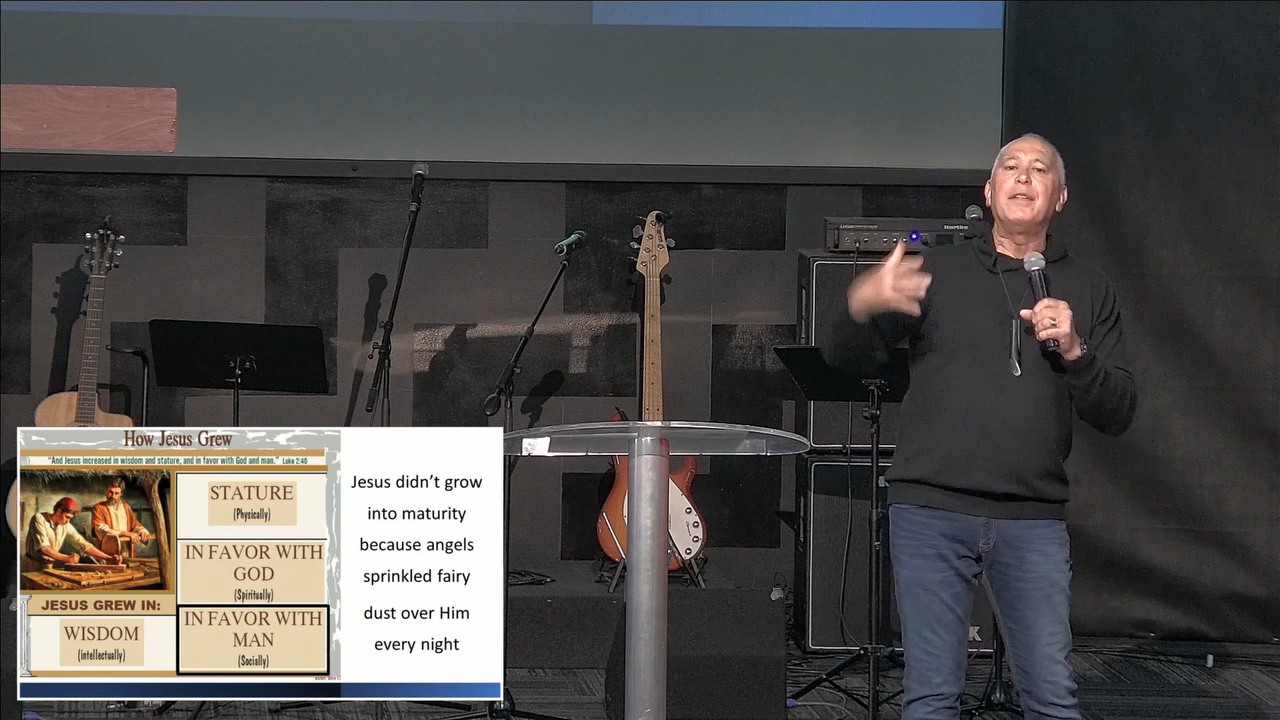 How Jesus Grew
"And Jesus increased in wisdom and stature, and in favor with God and man." Luke 2:40
STATURE
(Physically)
IN FAVOR WITH
GOD
(Spiritually)
JESUS GREW IN:
WISDOM
(intellectually)
IN FAVOR WITH
MAN
(Socially)
Jesus didn't grow
into maturity
because angels
sprinkled fairy
dust over Him
every night
Hartke